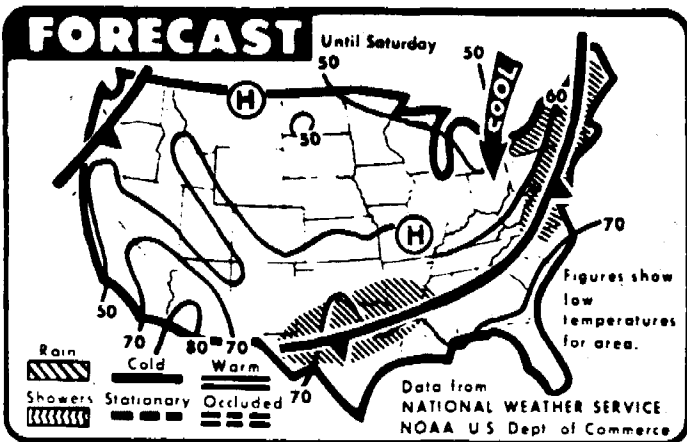 FORECAST
Until Saturday
50
50
COOL
60
H
50
H
70
Figures show
low
temperatures
for area.
50
70
80
70
70
Rain
Cold
Warm
Showers
Stationary
Occluded
Data from
NATIONAL WEATHER SERVICE
NOAA U S Dept of Commerce